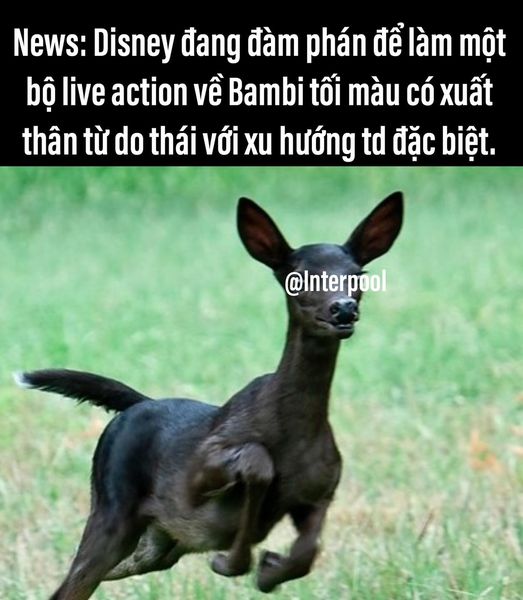 News: Disney đang đàm phán để làm một
bộ live action về Bambi tối màu có xuất
thân từ do thái với xu hướng td đặc biệt.
@Interpool